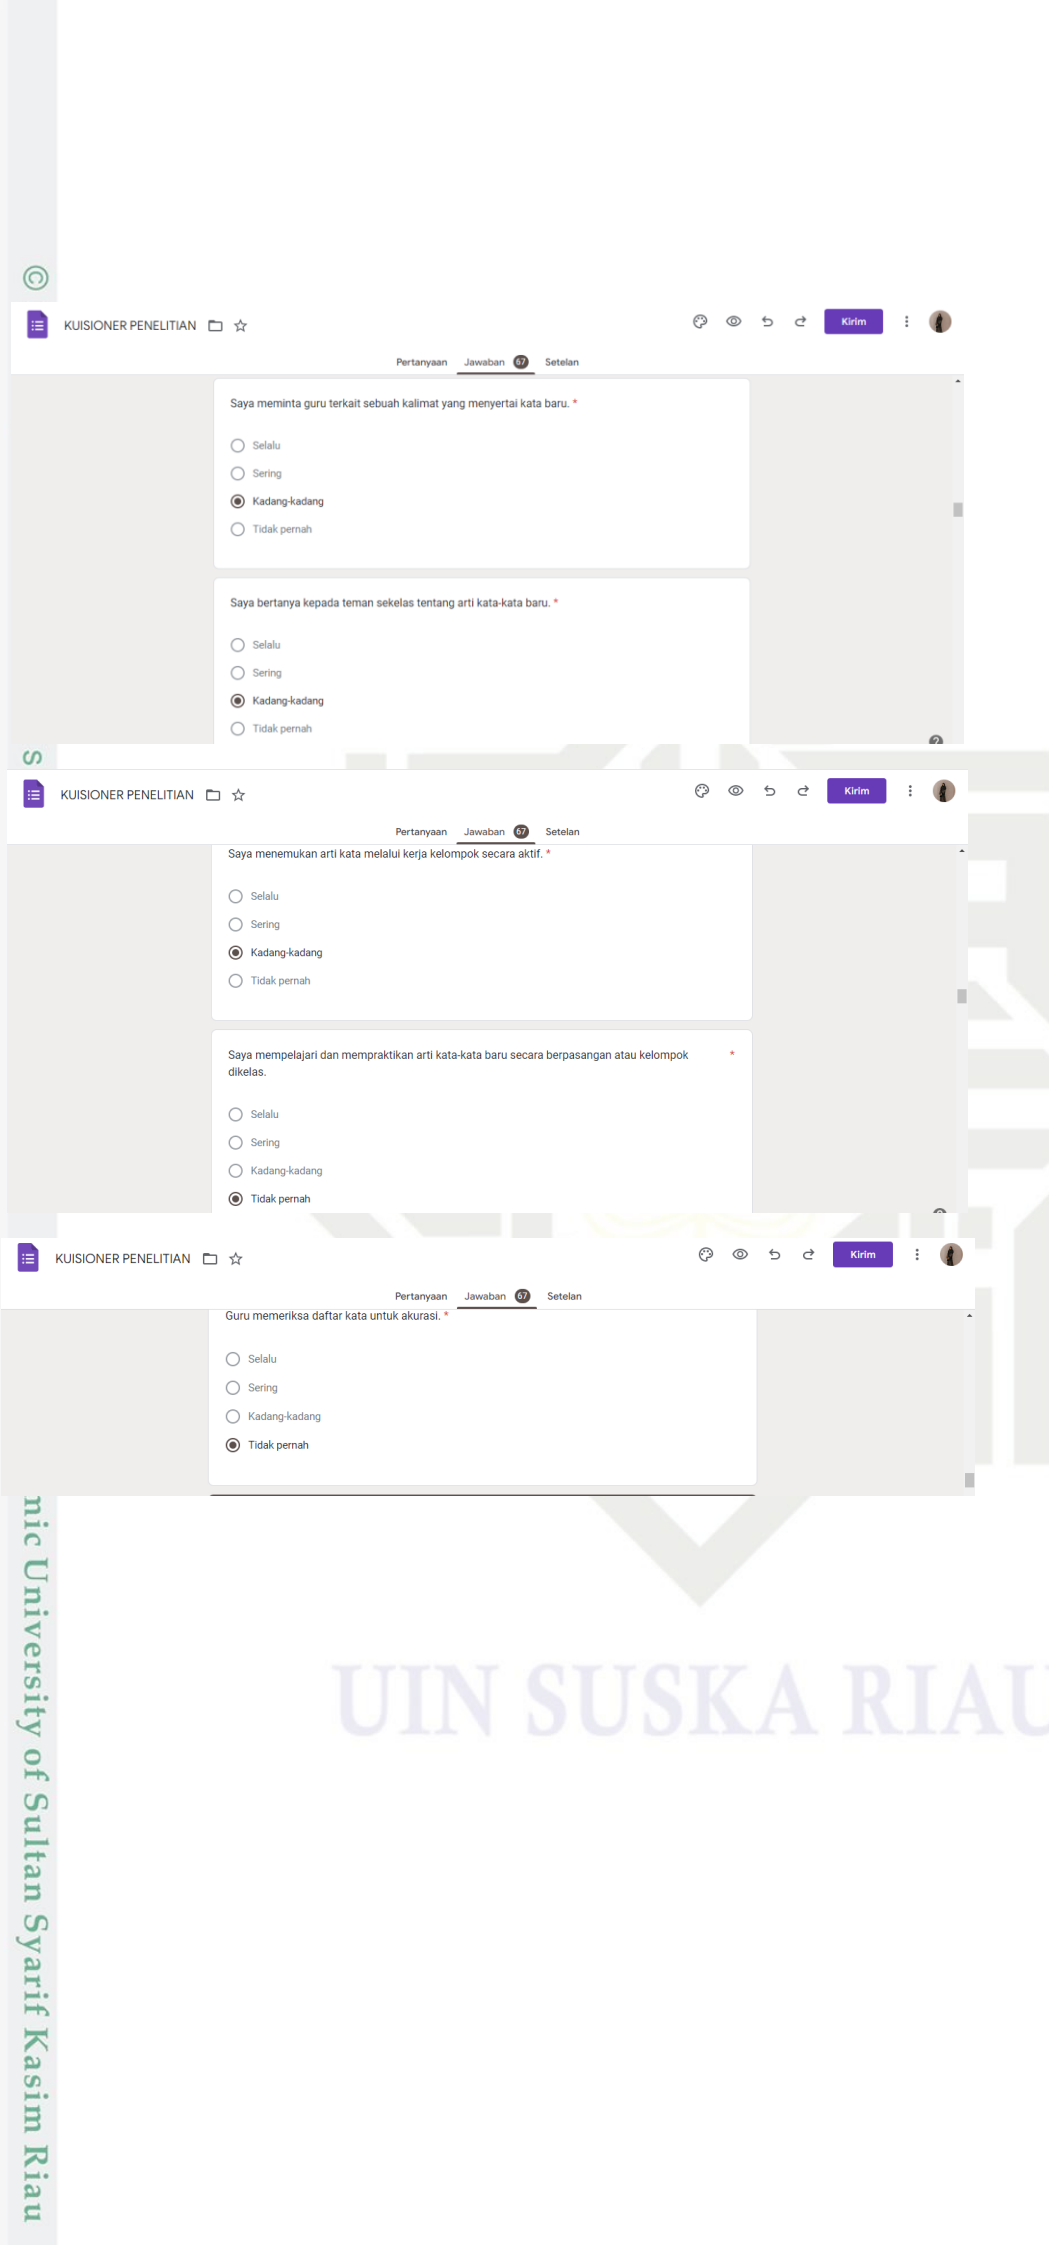 ©
KUISIONER PENELITIAN
Kirim
Pertanyaan Jawaban 67 Setelan
Saya meminta guru terkait sebuah kalimat yang menyertai kata baru. *
Selalu
Sering
Kadang-kadang
Tidak pernah
Saya bertanya kepada teman sekelas tentang arti kata-kata baru. *
Selalu
Sering
Kadang-kadang
Tidak pernah
s
KUISIONER PENELITIAN
Kirim
Pertanyaan Jawaban 67 Setelan
Saya menemukan arti kata melalui kerja kelompok secara aktif. *
Selalu
Sering
Kadang-kadang
Tidak pernah
Saya mempelajari dan mempraktikan arti kata-kata baru secara berpasangan atau kelompok *
dikelas.
Selalu
Sering
Kadang-kadang
Tidak pernah
KUISIONER PENELITIAN
Kirim
Pertanyaan Jawaban 67 Setelan
Guru memeriksa daftar kata untuk akurasi. *
Selalu
Sering
Kadang-kadang
Tidak pernah
mic University of Sultan Syarif Kasim Riau
UIN SUSKA RIAU